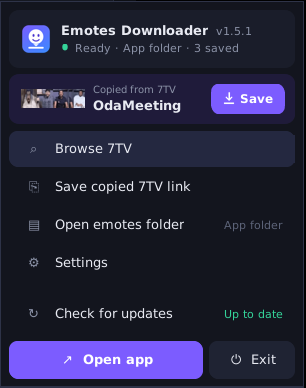 Emotes Downloader v1.5.1
Ready · App folder · 3 saved
Copied from 7TV
OdaMeeting
Save
Browse 7TV
Save copied 7TV link
Open emotes folder App folder
Settings
Check for updates Up to date
Open app
Exit